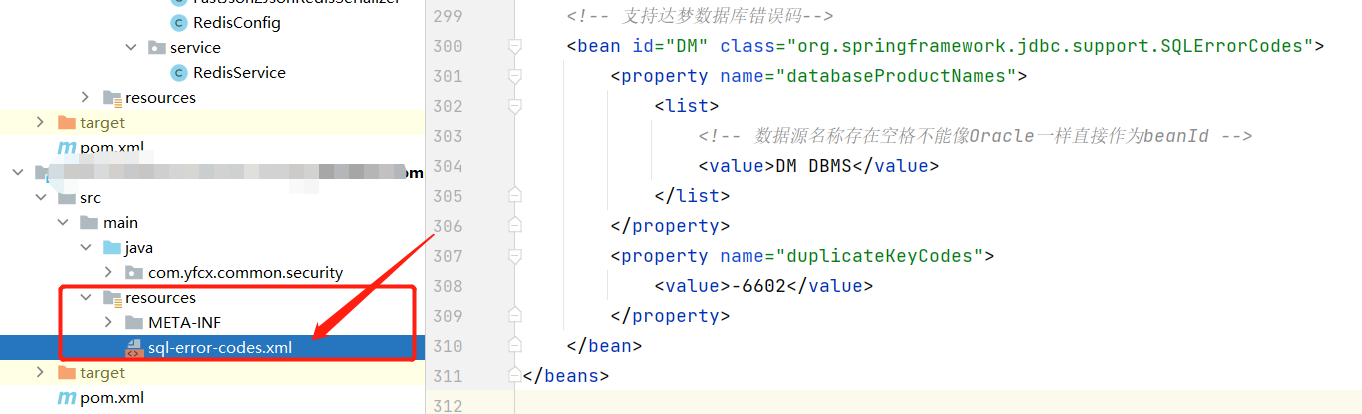 FastJson2JsonRedisSerializer
RedisConfig
service
RedisService
resources
target
pom.xml
om
src
main
java
com.yfcx.common.security
resources
META-INF
sql-error-codes.xml
target
pom.xml
299 <!-- 支持达梦数据库错误码-->
300 <bean id="DM" class="org.springframework.jdbc.support.SQLErrorCodes">
301 <property name="databaseProductNames">
302 <list>
303 <!-- 数据源名称存在空格不能像Oracle一样直接作为beanId -->
304 <value>DM DBMS</value>
305 </list>
306 </property>
307 <property name="duplicateKeyCodes">
308 <value>-6602</value>
309 </property>
310 </bean>
311 </beans>
312